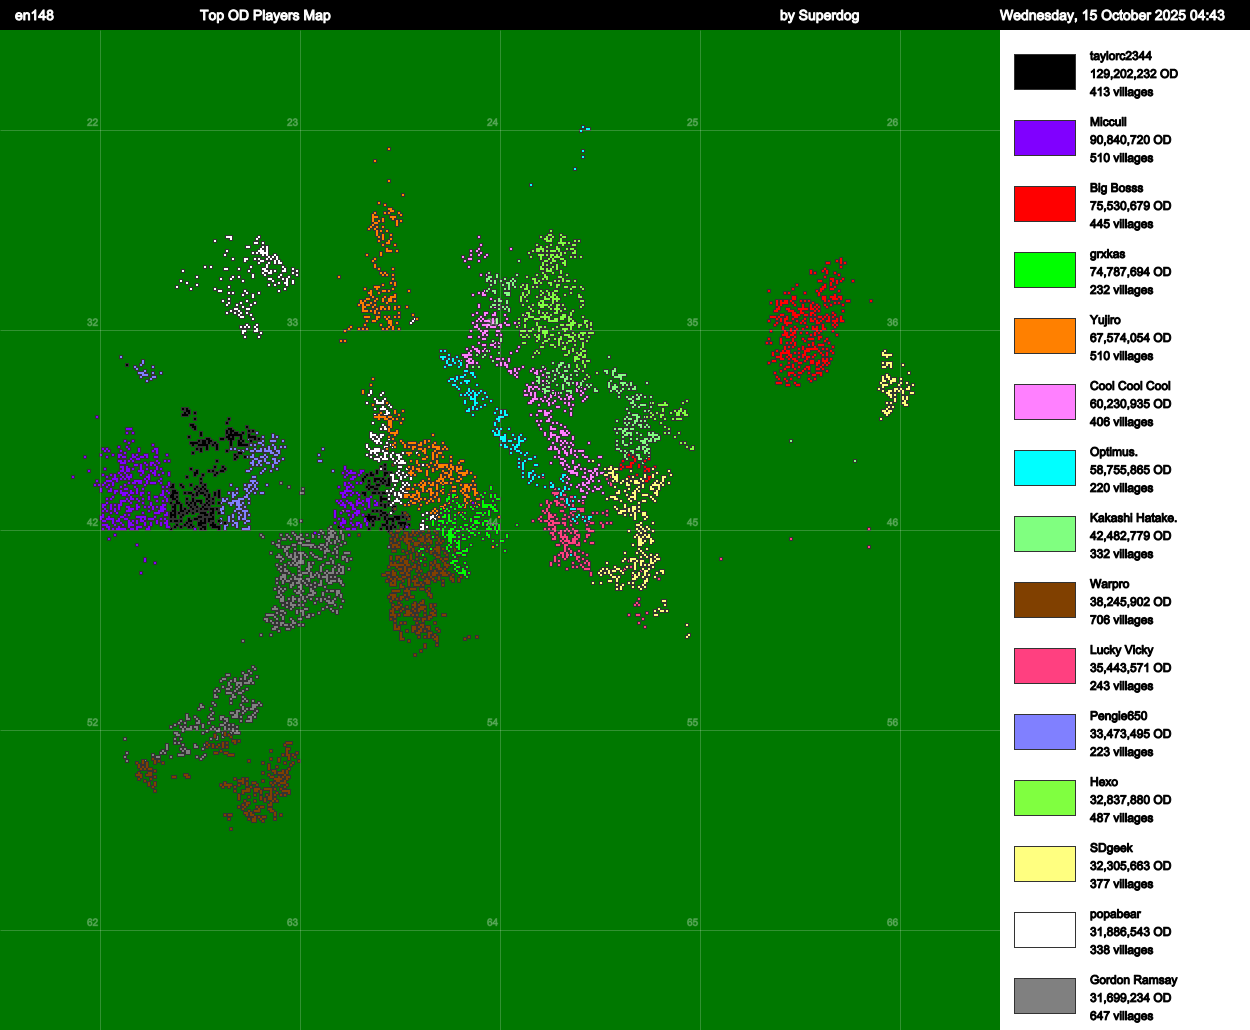 en148 Top OD Players Map by Superdog Wednesday, 15 October 2025 04:43
taylorc2344
129,202,232 OD
413 villages
Miccull
90,840,720 OD
510 villages
Big Bosss
75,530,679 OD
445 villages
grxkas
74,787,694 OD
232 villages
Yujiro
67,574,054 OD
510 villages
Cool Cool Cool
60,230,935 OD
406 villages
Optimus.
58,755,865 OD
220 villages
Kakashi Hatake.
42,482,779 OD
332 villages
Warpro
38,245,902 OD
706 villages
Lucky Vicky
35,443,571 OD
243 villages
Pengie650
33,473,495 OD
223 villages
Hexo
32,837,880 OD
487 villages
SDgeek
32,305,663 OD
377 villages
popabear
31,886,543 OD
338 villages
Gordon Ramsay
31,699,234 OD
647 villages
22 23 24 25 26
32 33 35 36
42 43 44 45 46
52 53 54 55 56
62 63 64 65 66